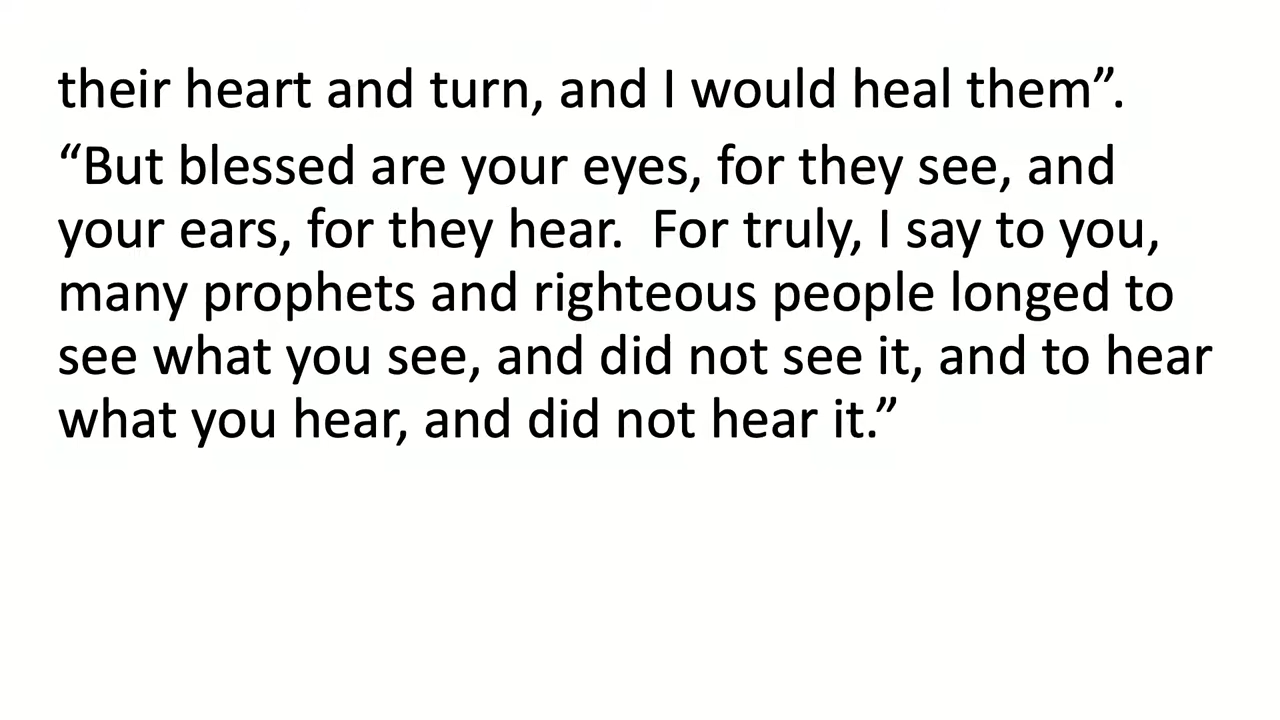 their heart and turn, and I would heal them”.
“But blessed are your eyes, for they see, and
your ears, for they hear.  For truly, I say to you,
many prophets and righteous people longed to
see what you see, and did not see it, and to hear
what you hear, and did not hear it.”